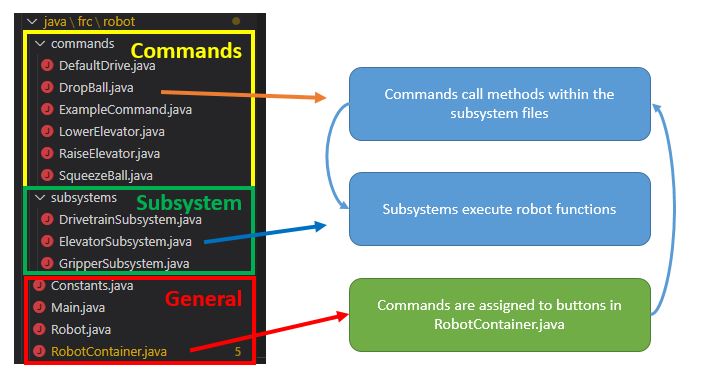 java \ frc \ robot
commands
Commands
DefaultDrive.java
DropBall.java
ExampleCommand.java
LowerElevator.java
RaiseElevator.java
SqueezeBall.java
subsystems
Subsystem
DrivetrainSubsystem.java
ElevatorSubsystem.java
GripperSubsystem.java
Constants.java
General
Main.java
Robot.java
RobotContainer.java 5
Commands call methods within the
subsystem files
Subsystems execute robot functions
Commands are assigned to buttons in
RobotContainer.java